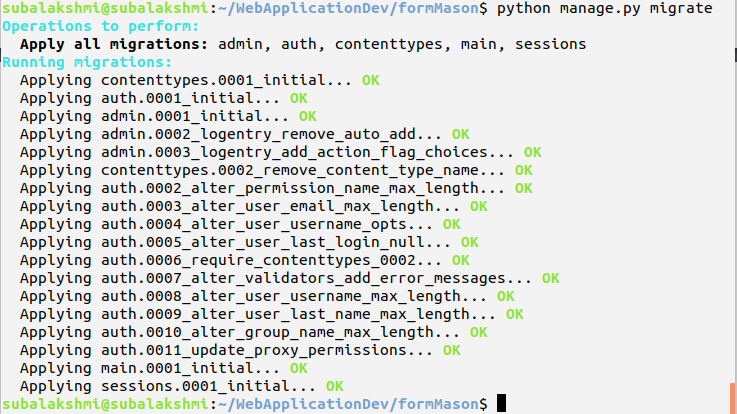 subalakshmi@subalakshmi:~/WebApplicationDev/formMason$ python manage.py migrate
Operations to perform:
  Apply all migrations: admin, auth, contenttypes, main, sessions
Running migrations:
  Applying contenttypes.0001_initial... OK
  Applying auth.0001_initial... OK
  Applying admin.0001_initial... OK
  Applying admin.0002_logentry_remove_auto_add... OK
  Applying admin.0003_logentry_add_action_flag_choices... OK
  Applying contenttypes.0002_remove_content_type_name... OK
  Applying auth.0002_alter_permission_name_max_length... OK
  Applying auth.0003_alter_user_email_max_length... OK
  Applying auth.0004_alter_user_username_opts... OK
  Applying auth.0005_alter_user_last_login_null... OK
  Applying auth.0006_require_contenttypes_0002... OK
  Applying auth.0007_alter_validators_add_error_messages... OK
  Applying auth.0008_alter_user_username_max_length... OK
  Applying auth.0009_alter_user_last_name_max_length... OK
  Applying auth.0010_alter_group_name_max_length... OK
  Applying auth.0011_update_proxy_permissions... OK
  Applying main.0001_initial... OK
  Applying sessions.0001_initial... OK
subalakshmi@subalakshmi:~/WebApplicationDev/formMason$